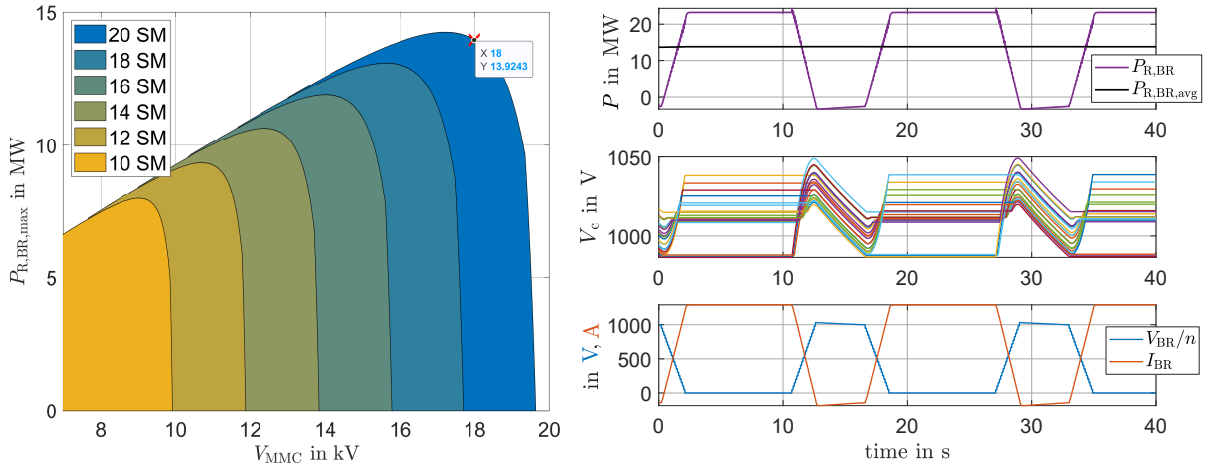 15
10
5
0
P_R,BR,max in MW
20 SM
18 SM
16 SM
14 SM
12 SM
10 SM
X 18
Y 13.9243
8 10 12 14 16 18 20
V_MMC in kV
P in MW
20
10
0
P_R,BR
P_R,BR,avg
0 10 20 30 40
V_c in V
1050
1000
0 10 20 30 40
in V, A
1000
500
0
V_BR/n
I_BR
0 10 20 30 40
time in s